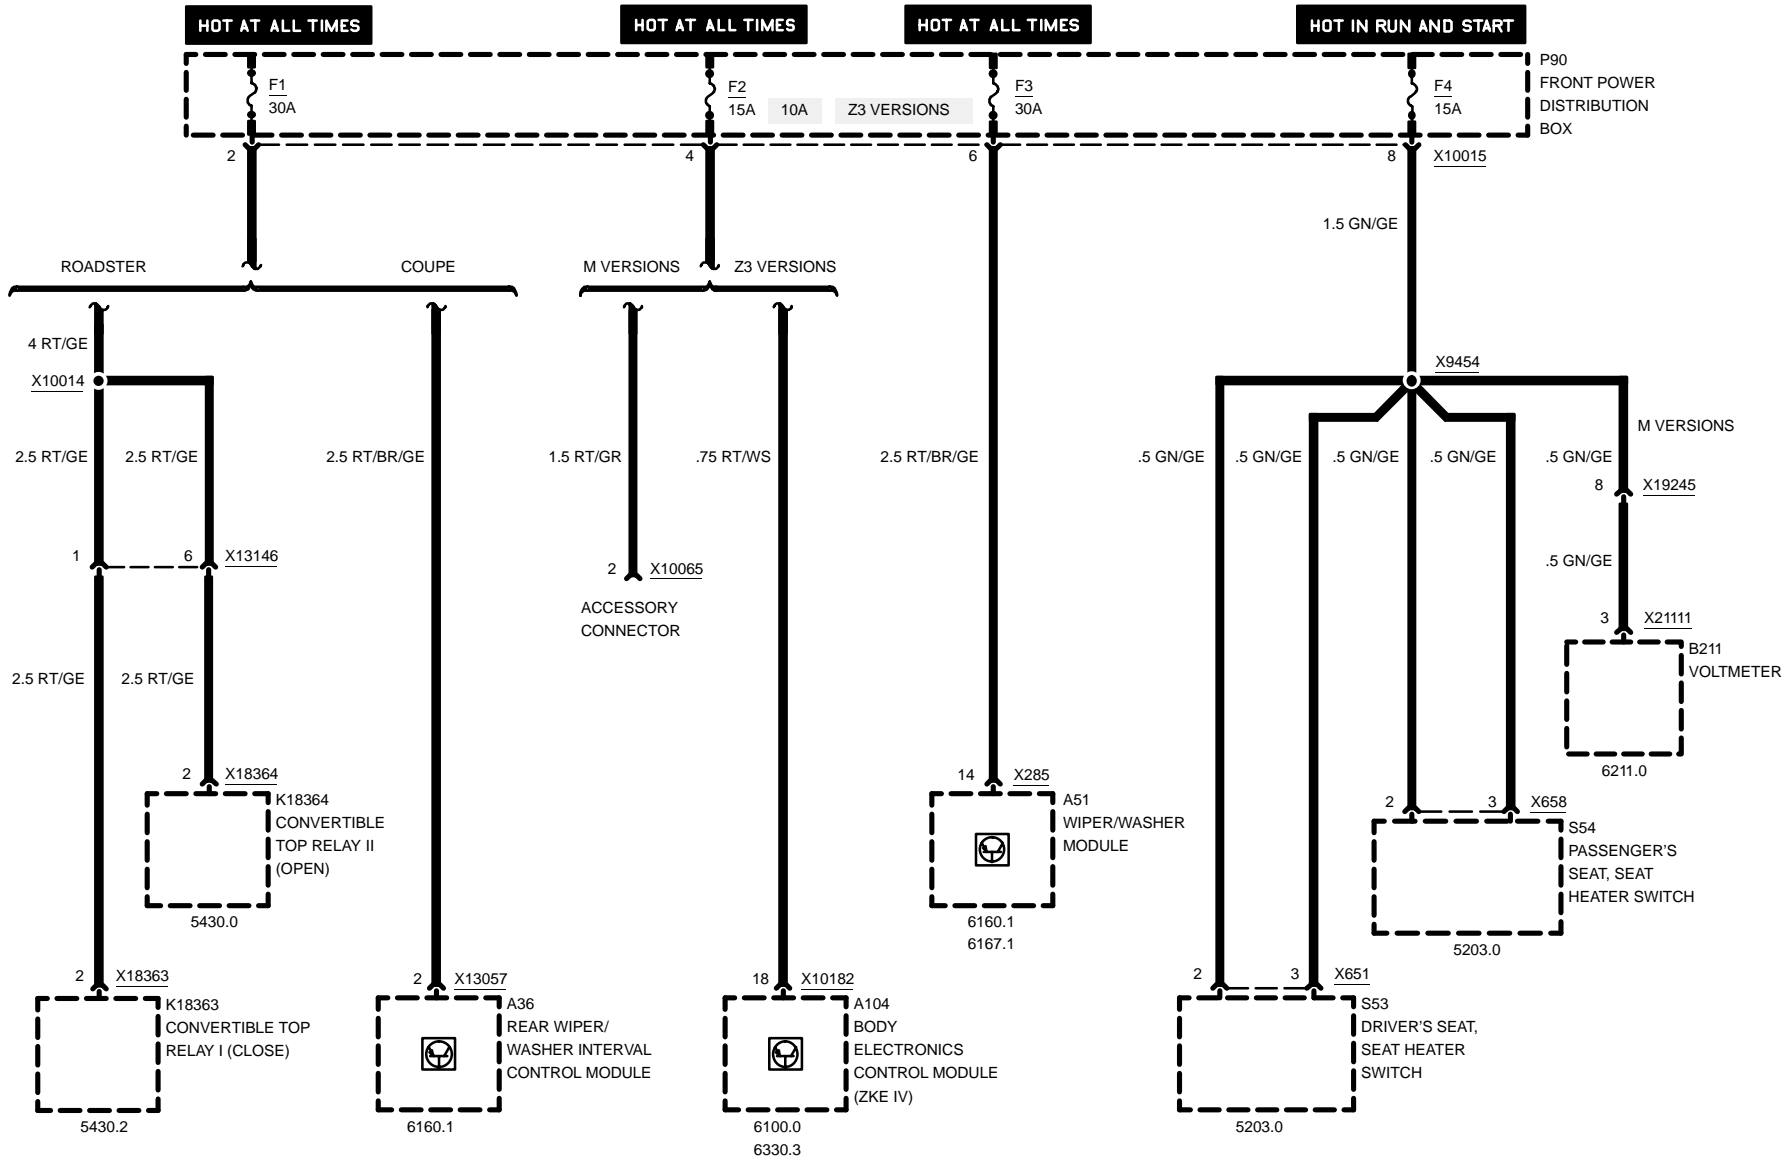 HOT AT ALL TIMES
HOT AT ALL TIMES
HOT AT ALL TIMES
HOT IN RUN AND START
F1
30A
F2
15A
10A
Z3 VERSIONS
F3
30A
F4
15A
P90
FRONT POWER
DISTRIBUTION
BOX
2
4
6
8
X10015
1.5 GN/GE
ROADSTER
COUPE
M VERSIONS
Z3 VERSIONS
4 RT/GE
X10014
X9454
M VERSIONS
2.5 RT/GE
2.5 RT/GE
2.5 RT/BR/GE
1.5 RT/GR
.75 RT/WS
2.5 RT/BR/GE
.5 GN/GE
.5 GN/GE
.5 GN/GE
.5 GN/GE
.5 GN/GE
8
X19245
1
6
X13146
2
X10065
.5 GN/GE
ACCESSORY
CONNECTOR
3
X21111
B211
VOLTMETER
6211.0
2.5 RT/GE
2.5 RT/GE
2
X18364
K18364
CONVERTIBLE
TOP RELAY II
(OPEN)
5430.0
14
X285
A51
WIPER/WASHER
MODULE
6160.1
6167.1
2
3
X658
S54
PASSENGER'S
SEAT, SEAT
HEATER SWITCH
5203.0
2
X18363
K18363
CONVERTIBLE TOP
RELAY I (CLOSE)
5430.2
2
X13057
A36
REAR WIPER/
WASHER INTERVAL
CONTROL MODULE
6160.1
18
X10182
A104
BODY
ELECTRONICS
CONTROL MODULE
(ZKE IV)
6100.0
6330.3
2
3
X651
S53
DRIVER'S SEAT,
SEAT HEATER
SWITCH
5203.0